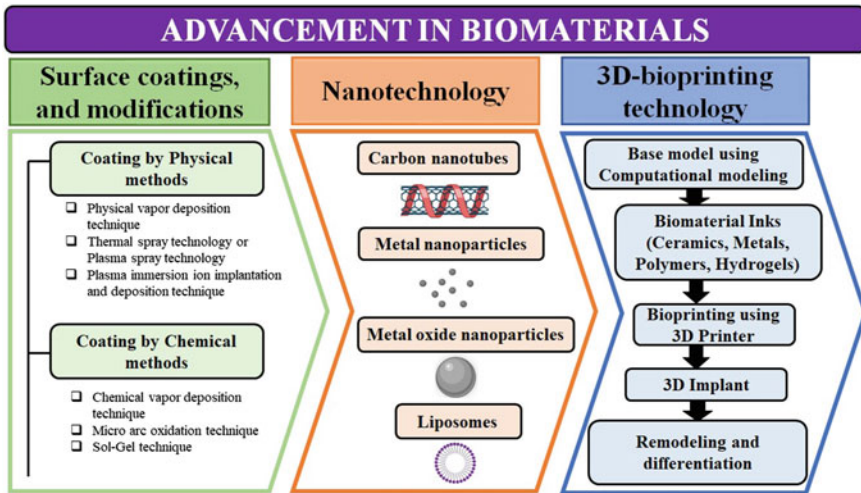 ADVANCEMENT IN BIOMATERIALS
Surface coatings,
and modifications
Coating by Physical
methods
❑ Physical vapor deposition
technique
❑ Thermal spray technology or
Plasma spray technology
❑ Plasma immersion ion implantation
and deposition technique
Coating by Chemical
methods
❑ Chemical vapor deposition
technique
❑ Micro arc oxidation technique
❑ Sol-Gel technique
Nanotechnology
Carbon nanotubes
Metal nanoparticles
Metal oxide nanoparticles
Liposomes
3D-bioprinting
technology
Base model using
Computational modeling
Biomaterial Inks
(Ceramics, Metals,
Polymers, Hydrogels)
Bioprinting using
3D Printer
3D Implant
Remodeling and
differentiation